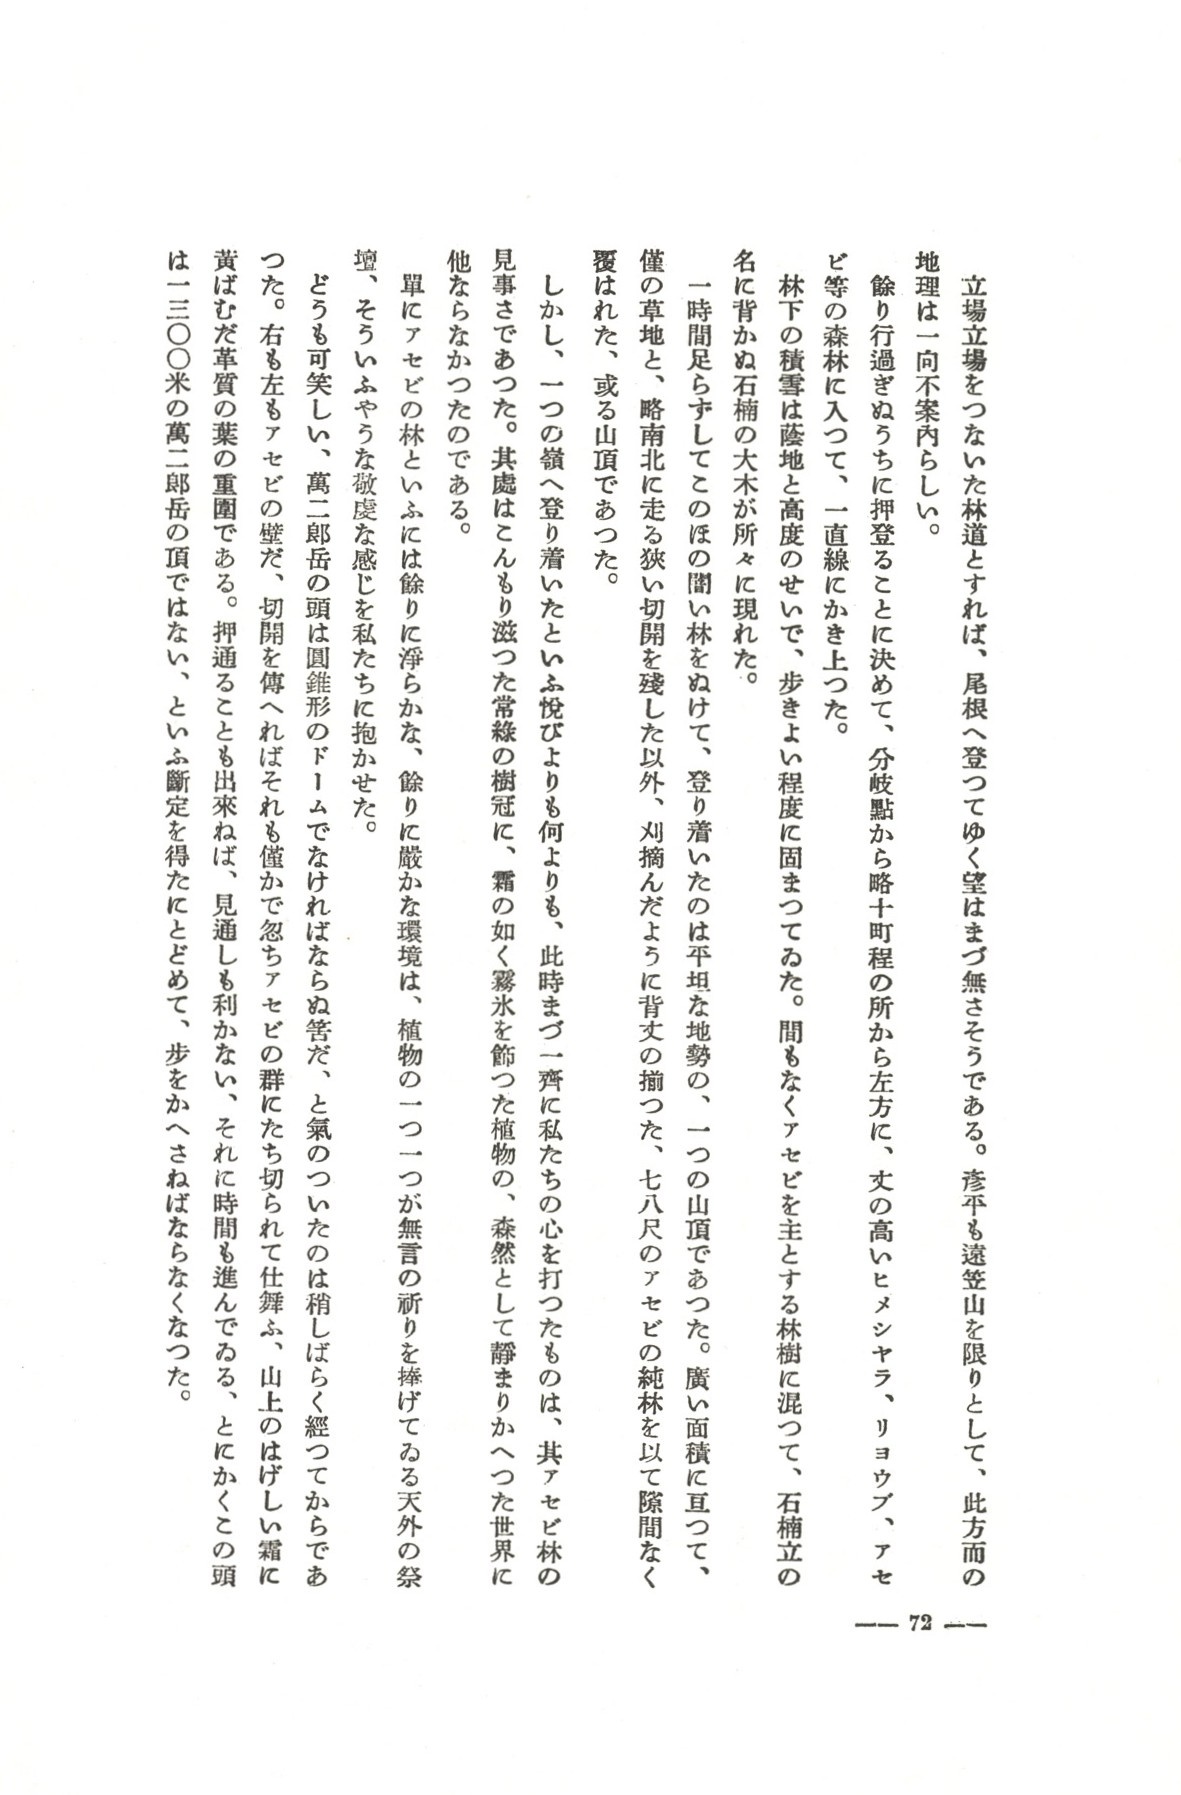 立場立場をつないた林道とすれば、尾根へ登つてゆく望はまづ無さそうである。彦平も遠笠山を限りとして、此方面の
地理は一向不案内らしい。
餘り行過ぎぬうちに押登ることに決めて、分岐點から略十町程の所から左方に、丈の高いヒメシヤラ、リヨウブ、アセ
ビ等の森林に入つて、一直線にかき上つた。
林下の積雪は蔭地と高度のせいで、歩きよい程度に固まつてゐた。間もなくアセビを主とする林樹に混つて、石楠立の
名に背かぬ石楠の大木が所々に現れた。
一時間足らずしてこのほの闇い林をぬけて、登り着いたのは平坦な地勢の、一つの山頂であつた。廣い面積に亘つて、
僅の草地と、略南北に走る狹い切開を殘した以外、刈摘んだように背丈の揃つた、七八尺のアセビの純林を以て隙間なく
覆はれた、或る山頂であつた。
しかし、一つの嶺へ登り着いたといふ悅びよりも何よりも、此時まづ一齊に私たちの心を打つたものは、其アセビ林の
見事さであつた。其處はこんもり滋つた常綠の樹冠に、霜の如く霧氷を飾つた植物の、森然として靜まりかへつた世界に
他ならなかつたのである。
單にアセビの林といふには餘りに淨らかな、餘りに嚴かな環境は、植物の一つ一つが無言の祈りを捧げてゐる天外の祭
壇、そういふやうな敬虔な感じを私たちに抱かせた。
どうも可笑しい、萬二郎岳の頭は圓錐形のドームでなければならぬ筈だ、と氣のついたのは稍しばらく經つてからであ
つた。右も左もアセビの壁だ、切開を傳へればそれも僅かで忽ちアセビの群にたち切られて仕舞ふ、山上のはげしい霜に
黃ばむだ革質の葉の重圍である。押通ることも出來ねば、見通しも利かない、それに時間も進んでゐる、とにかくこの頭
は一三〇〇米の萬二郎岳の頂ではない、といふ斷定を得たにとどめて、步をかへさねばならなくなつた。
—— 72 ——